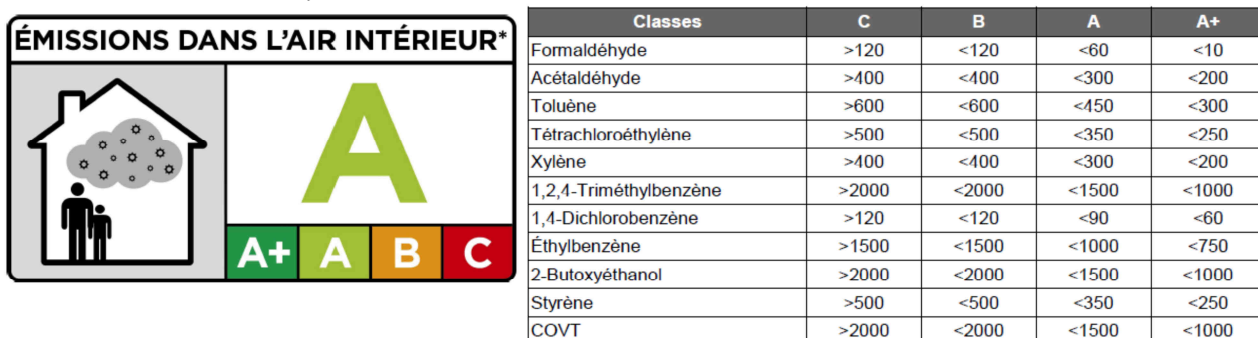 ÉMISSIONS DANS L'AIR INTÉRIEUR*
A
A+ A B C
Classes C B A A+
Formaldéhyde >120 <120 <60 <10
Acétaldéhyde >400 <400 <300 <200
Toluène >600 <600 <450 <300
Tétrachloroéthylène >500 <500 <350 <250
Xylène >400 <400 <300 <200
1,2,4-Triméthylbenzène >2000 <2000 <1500 <1000
1,4-Dichlorobenzène >120 <120 <90 <60
Éthylbenzène >1500 <1500 <1000 <750
2-Butoxyéthanol >2000 <2000 <1500 <1000
Styrène >500 <500 <350 <250
COVT >2000 <2000 <1500 <1000